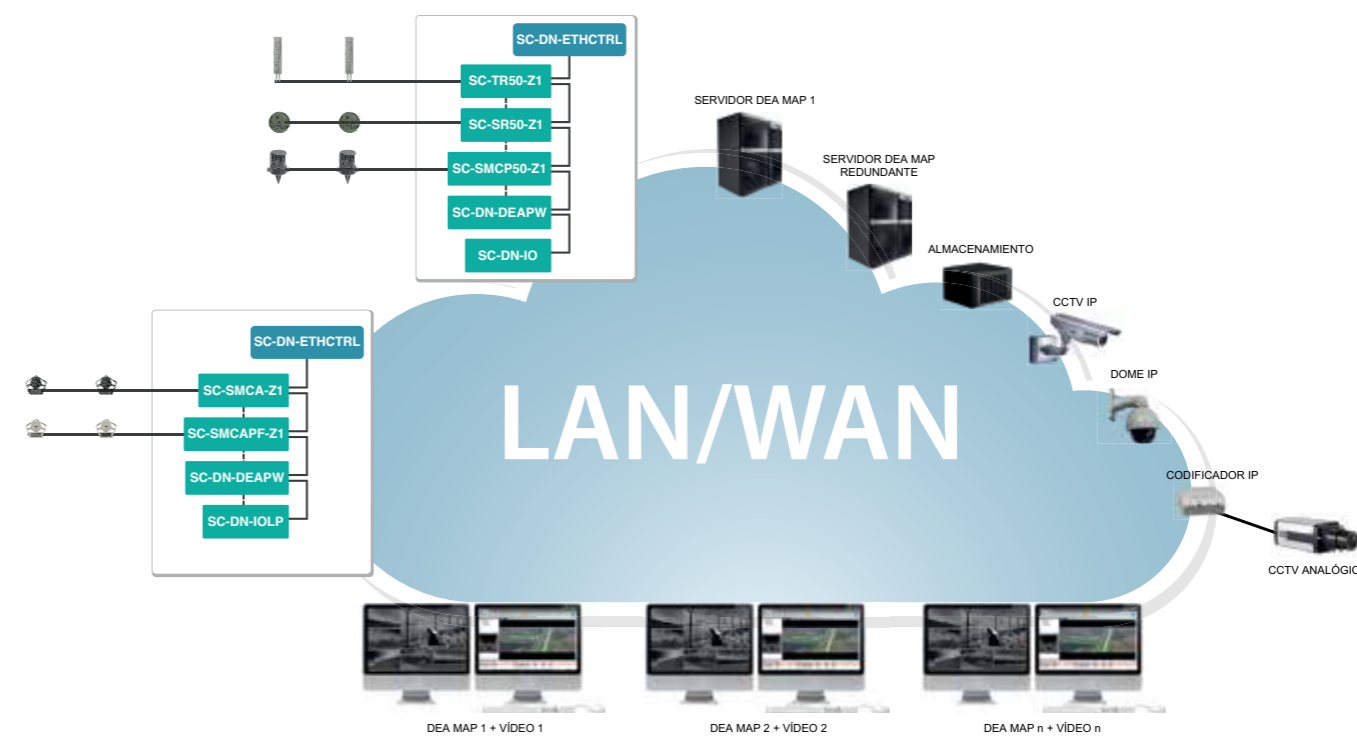 SC-DN-ETHCTRL
SC-TR50-Z1
SC-SR50-Z1
SC-SMCP50-Z1
SC-DN-DEAPW
SC-DN-IO
SERVIDOR DEA MAP 1
SERVIDOR DEA MAP
REDUNDANTE
ALMACENAMIENTO
CCTV IP
DOME IP
CODIFICADOR IP
CCTV ANALÓGIC
SC-DN-ETHCTRL
SC-SMCA-Z1
SC-SMCAPF-Z1
SC-DN-DEAPW
SC-DN-IOLP
LAN/WAN
DEA MAP 1 + VÍDEO 1
DEA MAP 2 + VÍDEO 2
DEA MAP n + VÍDEO n